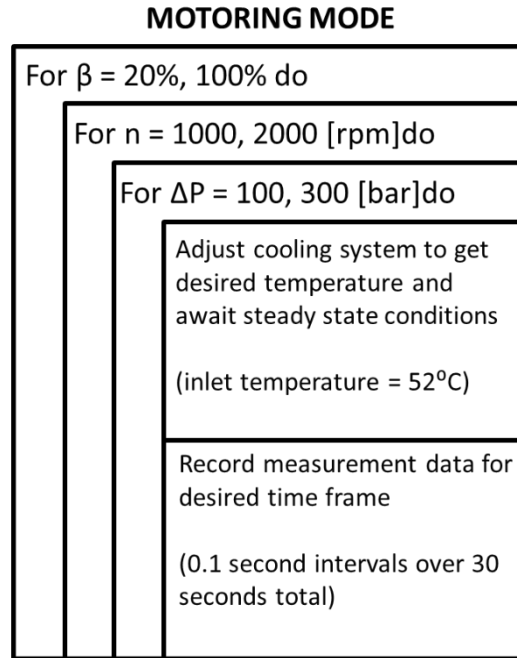 MOTORING MODE
For β = 20%, 100% do
For n = 1000, 2000 [rpm]do
For ΔP = 100, 300 [bar]do
Adjust cooling system to get
desired temperature and
await steady state conditions
(inlet temperature = 52⁰C)
Record measurement data for
desired time frame
(0.1 second intervals over 30
seconds total)